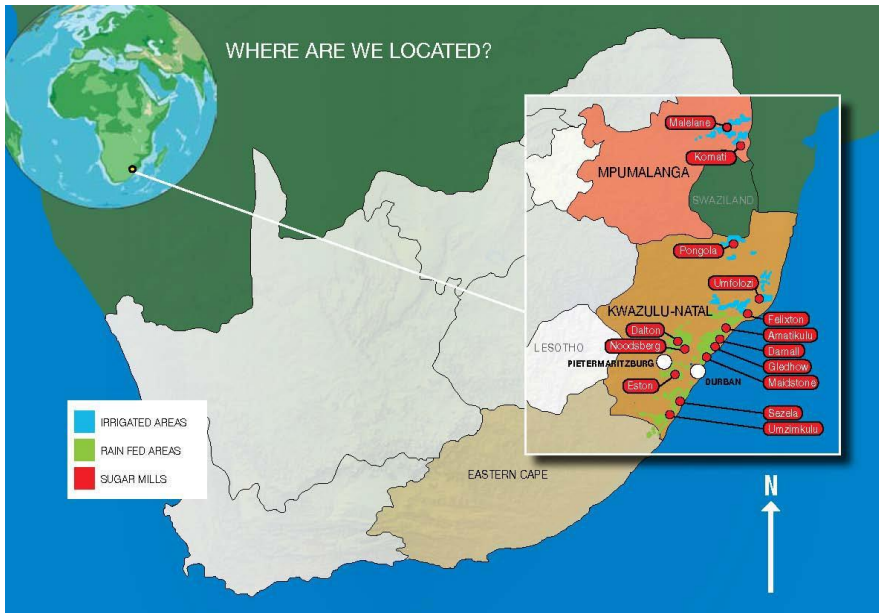 WHERE ARE WE LOCATED?
Malelane
Komati
MPUMALANGA
SWAZILAND
Pongola
Umfolozi
KWAZULU-NATAL
Felixton
Dalton
Amatikulu
Noodsberg
LESOTHO
Darnall
PIETERMARITZBURG
Gledhow
DURBAN
Maidstone
Eston
Sezela
Umzimkulu
IRRIGATED AREAS
RAIN FED AREAS
SUGAR MILLS
EASTERN CAPE
N